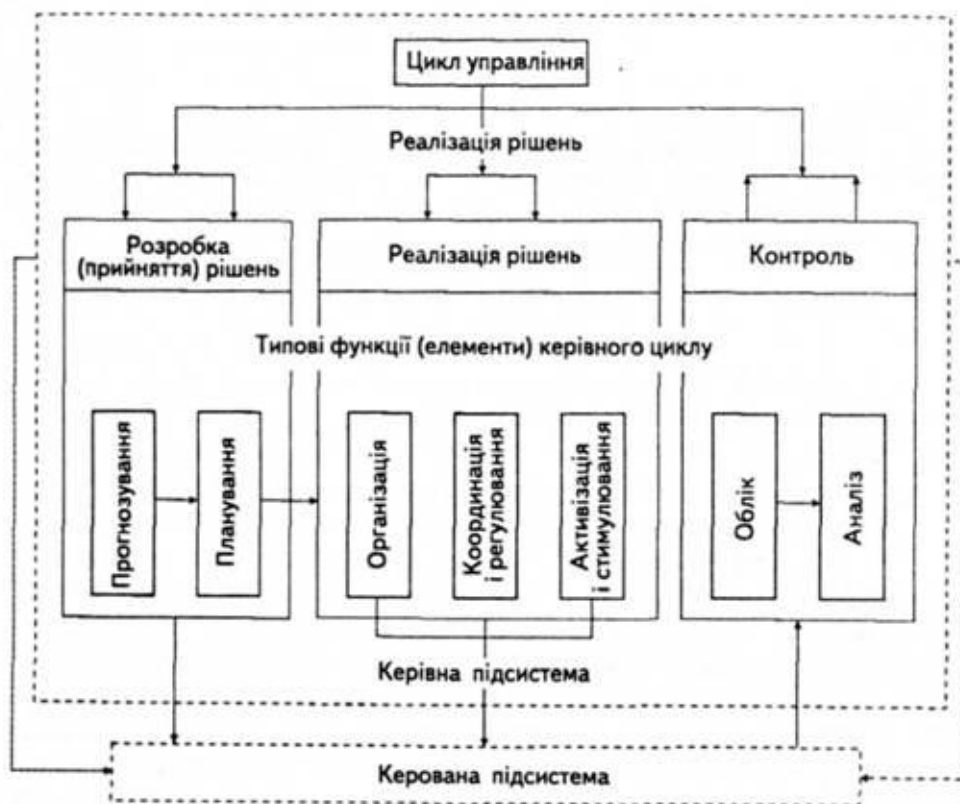 Цикл управління
Реалізація рішень
Розробка
(прийняття) рішень
Реалізація рішень
Контроль
Типові функції (елементи) керівного циклу
Прогнозування
Планування
Організація
Координація
і регулювання
Активізація
і стимулювання
Облік
Аналіз
Керівна підсистема
Керована підсистема